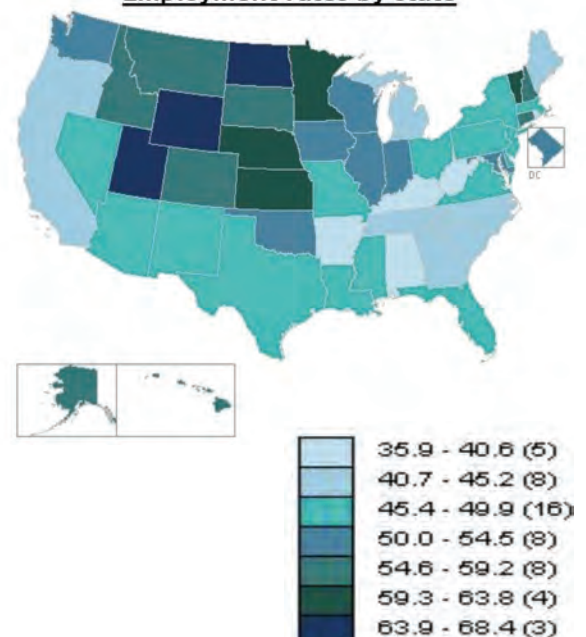 Employment rates by state
DC
35.9 - 40.6 (5)
40.7 - 45.2 (8)
45.4 - 49.9 (16)
50.0 - 54.5 (8)
54.6 - 59.2 (8)
59.3 - 63.8 (4)
63.9 - 68.4 (3)